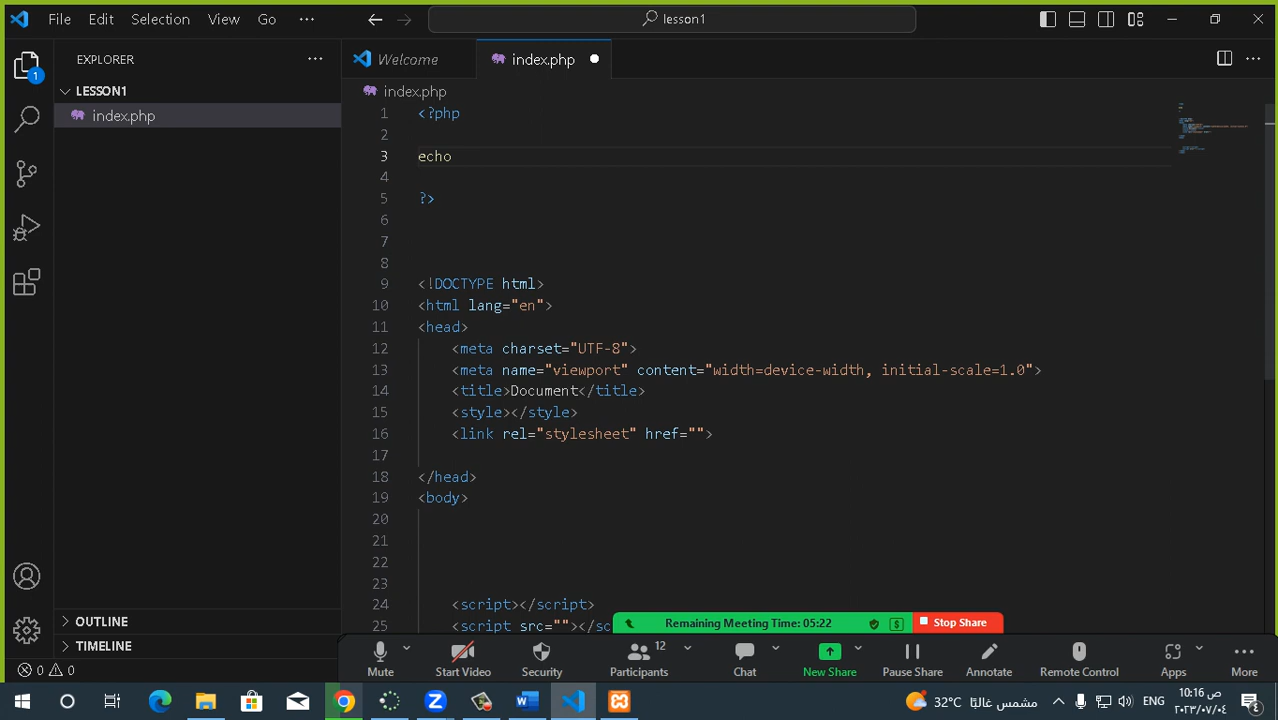 File Edit Selection View Go ··· lesson1
EXPLORER ···
Welcome index.php
LESSON1
index.php
index.php
1 <?php
2
3 echo
4
5 ?>
6
7
8
9 <!DOCTYPE html>
10 <html lang="en">
11 <head>
12 <meta charset="UTF-8">
13 <meta name="viewport" content="width=device-width, initial-scale=1.0">
14 <title>Document</title>
15 <style></style>
16 <link rel="stylesheet" href="">
17
18 </head>
19 <body>
20
21
22
23
24 <script></script>
25 <script src=""></sc
OUTLINE
TIMELINE
Remaining Meeting Time: 05:22 Stop Share
0 0
Mute Start Video Security Participants 12 Chat New Share Pause Share Annotate Remote Control Apps More
1
32°C مشمس غالبًا ENG 10:16 ص
٢٠٢٣/٠٧/٠٤